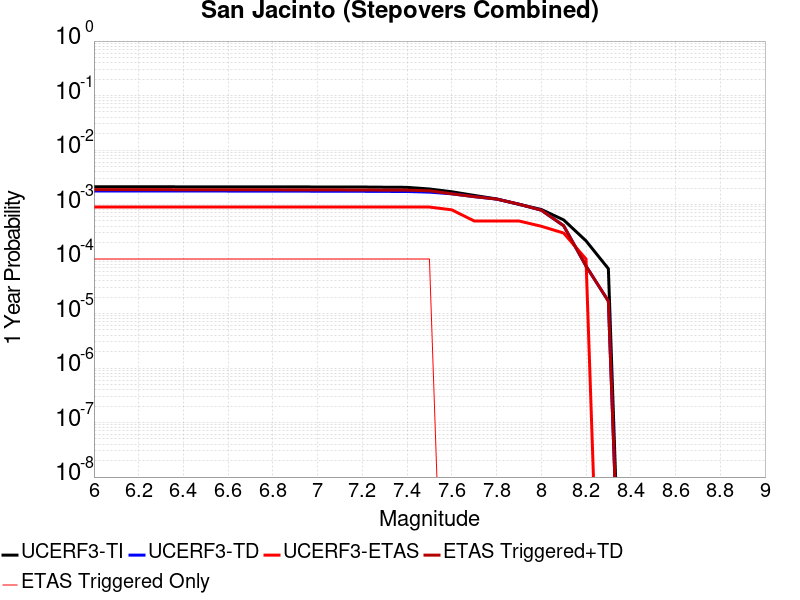 San Jacinto (Stepovers Combined)
1 Year Probability
10^0
10^-1
10^-2
10^-3
10^-4
10^-5
10^-6
10^-7
10^-8
6 6.2 6.4 6.6 6.8 7 7.2 7.4 7.6 7.8 8 8.2 8.4 8.6 8.8 9
Magnitude
UCERF3-TI UCERF3-TD UCERF3-ETAS ETAS Triggered+TD
ETAS Triggered Only